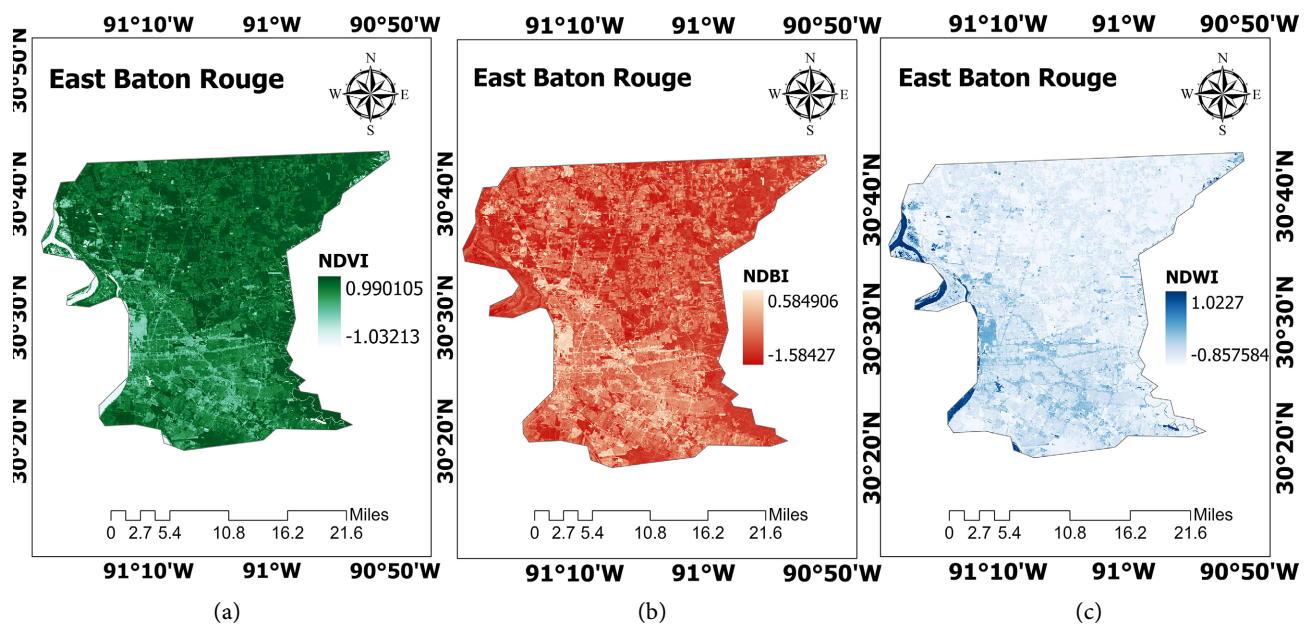 91°10'W 91°W 90°50'W
91°10'W 91°W 90°50'W
91°10'W 91°W 90°50'W
East Baton Rouge
N
W E
S
30°50'N
30°40'N
30°30'N
30°20'N
NDVI
0.990105
-1.03213
Miles
0 2.7 5.4 10.8 16.2 21.6
91°10'W 91°W 90°50'W
(a)
East Baton Rouge
N
W E
S
30°40'N
30°30'N
30°20'N
NDBI
0.584906
-1.58427
Miles
0 2.7 5.4 10.8 16.2 21.6
91°10'W 91°W 90°50'W
(b)
East Baton Rouge
N
W E
S
30°50'N
30°40'N
30°30'N
30°20'N
NDWI
1.0227
-0.857584
30°40'N
30°30'N
30°20'N
Miles
0 2.7 5.4 10.8 16.2 21.6
91°10'W 91°W 90°50'W
(c)